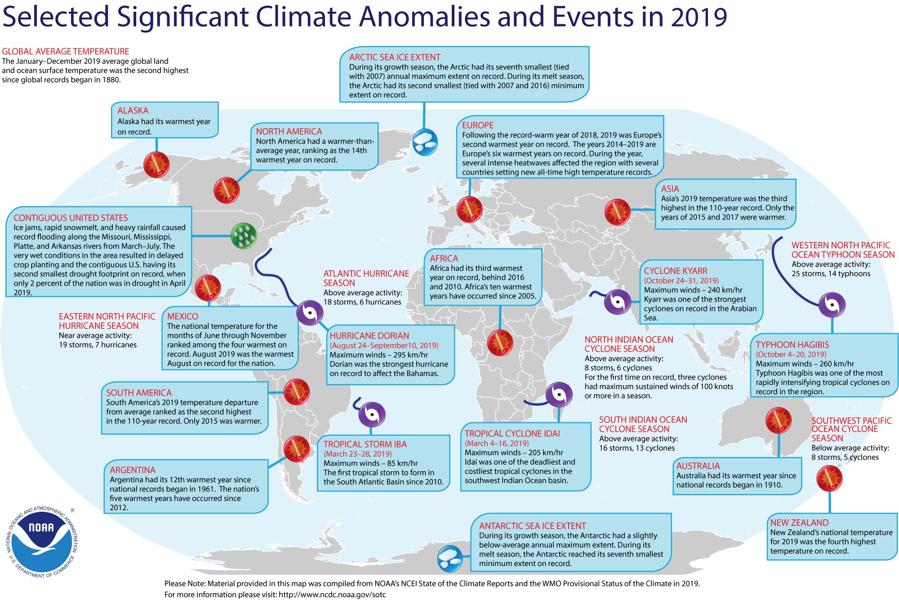 Selected Significant Climate Anomalies and Events in 2019
GLOBAL AVERAGE TEMPERATURE
The January–December 2019 average global land
and ocean surface temperature was the second highest
since global records began in 1880.
ARCTIC SEA ICE EXTENT
During its growth season, the Arctic had its seventh smallest (tied
with 2007) annual maximum extent on record. During its melt season,
the Arctic had its second smallest (tied with 2007 and 2016) minimum
extent on record.
ALASKA
Alaska had its warmest year
on record.
NORTH AMERICA
North America had a warmer-than-
average year, ranking as the 14th
warmest year on record.
EUROPE
Following the record-warm year of 2018, 2019 was Europe's
second warmest year on record. The years 2014–2019 are
Europe's six warmest years on record. During the year,
several intense heatwaves affected the region with several
countries setting new all-time high temperature records.
ASIA
Asia's 2019 temperature was the third
highest in the 110-year record. Only the
years of 2015 and 2017 were warmer.
CONTIGUOUS UNITED STATES
Ice jams, rapid snowmelt, and heavy rainfall caused
record flooding along the Missouri, Mississippi,
Platte, and Arkansas rivers from March–July. The
very wet conditions in the area resulted in delayed
crop planting and the contiguous U.S. having its
second smallest drought footprint on record, when
only 2 percent of the nation was in drought in April
2019.
ATLANTIC HURRICANE
SEASON
Above average activity:
18 storms, 6 hurricanes
AFRICA
Africa had its third warmest
year on record, behind 2016
and 2010. Africa's ten warmest
years have occurred since 2005.
CYCLONE KYARR
(October 24–31, 2019)
Maximum winds – 240 km/hr
Kyarr was one of the strongest
cyclones on record in the Arabian
Sea.
WESTERN NORTH PACIFIC
OCEAN TYPHOON SEASON
Above average activity:
25 storms, 14 typhoons
EASTERN NORTH PACIFIC
HURRICANE SEASON
Near average activity:
19 storms, 7 hurricanes
MEXICO
The national temperature for the
months of June through November
ranked among the four warmest on
record. August 2019 was the warmest
August on record for the nation.
HURRICANE DORIAN
(August 24–September10, 2019)
Maximum winds – 295 km/hr
Dorian was the strongest hurricane
on record to affect the Bahamas.
NORTH INDIAN OCEAN
CYCLONE SEASON
Above average activity:
8 storms, 6 cyclones
For the first time on record, three cyclones
had maximum sustained winds of 100 knots
or more in a season.
TYPHOON HAGIBIS
(October 4–20, 2019)
Maximum winds – 260 km/hr
Typhoon Hagibis was one of the most
rapidly intensifying tropical cyclones on
record in the region.
SOUTH AMERICA
South America's 2019 temperature departure
from average ranked as the second highest
in the 110-year record. Only 2015 was warmer.
TROPICAL STORM IBA
(March 23–28, 2019)
Maximum winds – 85 km/hr
The first tropical storm to form in
the South Atlantic Basin since 2010.
TROPICAL CYCLONE IDAI
(March 4–16, 2019)
Maximum winds – 205 km/hr
Idai was one of the deadliest and
costliest tropical cyclones in the
southwest Indian Ocean basin.
SOUTH INDIAN OCEAN
CYCLONE SEASON
Above average activity:
16 storms, 13 cyclones
SOUTHWEST PACIFIC
OCEAN CYCLONE
SEASON
Below average activity:
8 storms, 5 cyclones
ARGENTINA
Argentina had its 12th warmest year since
national records began in 1961. The nation's
five warmest years have occurred since
2012.
AUSTRALIA
Australia had its warmest year since
national records began in 1910.
NEW ZEALAND
New Zealand's national temperature
for 2019 was the fourth highest
temperature on record.
ANTARCTIC SEA ICE EXTENT
During its growth season, the Antarctic had a slightly
below-average annual maximum extent. During its
melt season, the Antarctic reached its seventh smallest
minimum extent on record.
NATIONAL OCEANIC AND ATMOSPHERIC ADMINISTRATION
NOAA
U.S. DEPARTMENT OF COMMERCE
®
Please Note: Material provided in this map was compiled from NOAA's NCEI State of the Climate Reports and the WMO Provisional Status of the Climate in 2019.
For more information please visit: http://www.ncdc.noaa.gov/sotc